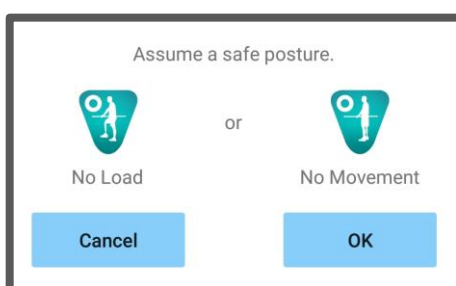 Assume a safe posture.
or
No Load
No Movement
Cancel
OK